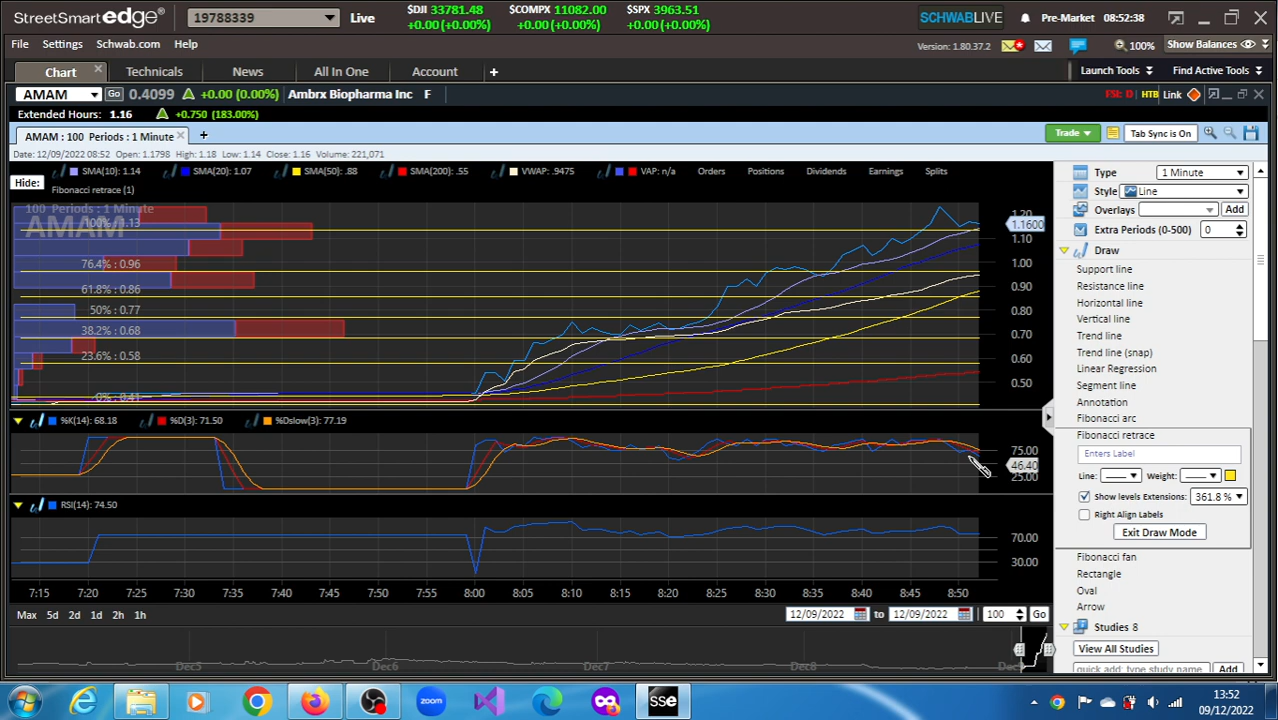 StreetSmart edge 19788339 Live $DJI 33781.48 +0.00 (0.00%) $COMPX 11082.00 +0.00 (0.00%) $SPX 3963.51 +0.00 (0.00%) SCHWABLIVE Pre-Market 08:52:38
File Settings Schwab.com Help Version: 1.80.37.2 100% Show Balances
Chart Technicals News All In One Account + Launch Tools Find Active Tools
AMAM Go 0.4099 +0.00 (0.00%) Ambrx Biopharma Inc F FSI: D HTB Link
Extended Hours: 1.16 +0.750 (183.00%)
AMAM : 100 Periods : 1 Minute + Trade Tab Sync is On
Date: 12/09/2022 08:52 Open: 1.1798 High: 1.18 Low: 1.14 Close: 1.16 Volume: 221,071
SMA(10): 1.14 SMA(20): 1.07 SMA(50): .88 SMA(200): .55 VWAP: .9475 VAP: n/a Orders Positions Dividends Earnings Splits
Hide:
Fibonacci retrace (1)
100 Periods : 1 Minute
AMAM
100% : 1.13
76.4% : 0.96
61.8% : 0.86
50% : 0.77
38.2% : 0.68
23.6% : 0.58
0% : 0.41
1.20
1.1600
1.10
1.00
0.90
0.80
0.70
0.60
0.50
%K(14): 68.18 %D(3): 71.50 %Dslow(3): 77.19
75.00
46.40
25.00
RSI(14): 74.50
70.00
30.00
7:15 7:20 7:25 7:30 7:35 7:40 7:45 7:50 7:55 8:00 8:05 8:10 8:15 8:20 8:25 8:30 8:35 8:40 8:45 8:50
Max 5d 2d 1d 2h 1h 12/09/2022 to 12/09/2022 100 Go
Dec5 Dec6 Dec7 Dec8
Type 1 Minute
Style Line
Overlays Add
Extra Periods (0-500) 0
Draw
Support line
Resistance line
Horizontal line
Vertical line
Trend line
Trend line (snap)
Linear Regression
Segment line
Annotation
Fibonacci arc
Fibonacci retrace
Enters Label
Line: Weight:
Show levels Extensions: 361.8 %
Right Align Labels
Exit Draw Mode
Fibonacci fan
Rectangle
Oval
Arrow
Studies 8
View All Studies
quick add: type study name Add
zoom
sse
13:52
09/12/2022